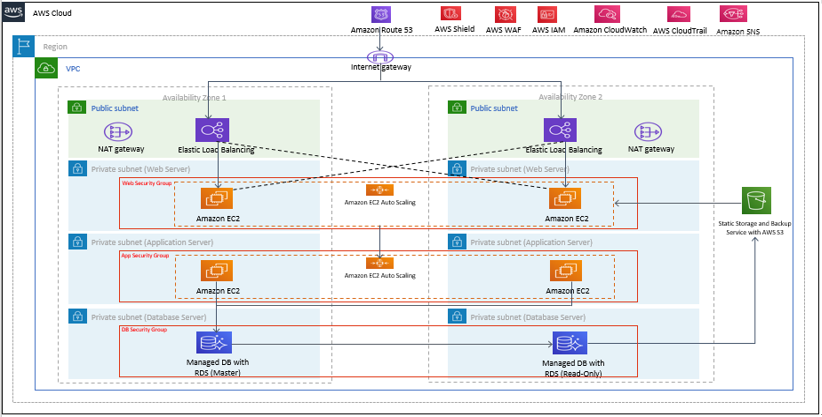 aws
AWS Cloud
Amazon Route 53
AWS Shield
AWS WAF
AWS IAM
Amazon CloudWatch
AWS CloudTrail
Amazon SNS
Region
Internet gateway
VPC
Availability Zone 1
Availability Zone 2
Public subnet
Public subnet
NAT gateway
Elastic Load Balancing
Elastic Load Balancing
NAT gateway
Private subnet (Web Server)
Private subnet (Web Server)
Web Security Group
Amazon EC2
Amazon EC2 Auto Scaling
Amazon EC2
Static Storage and Backup
Service with AWS S3
Private subnet (Application Server)
Private subnet (Application Server)
App Security Group
Amazon EC2
Amazon EC2 Auto Scaling
Amazon EC2
Private subnet (Database Server)
Private subnet (Database Server)
DB Security Group
Managed DB with
RDS (Master)
Managed DB with
RDS (Read-Only)